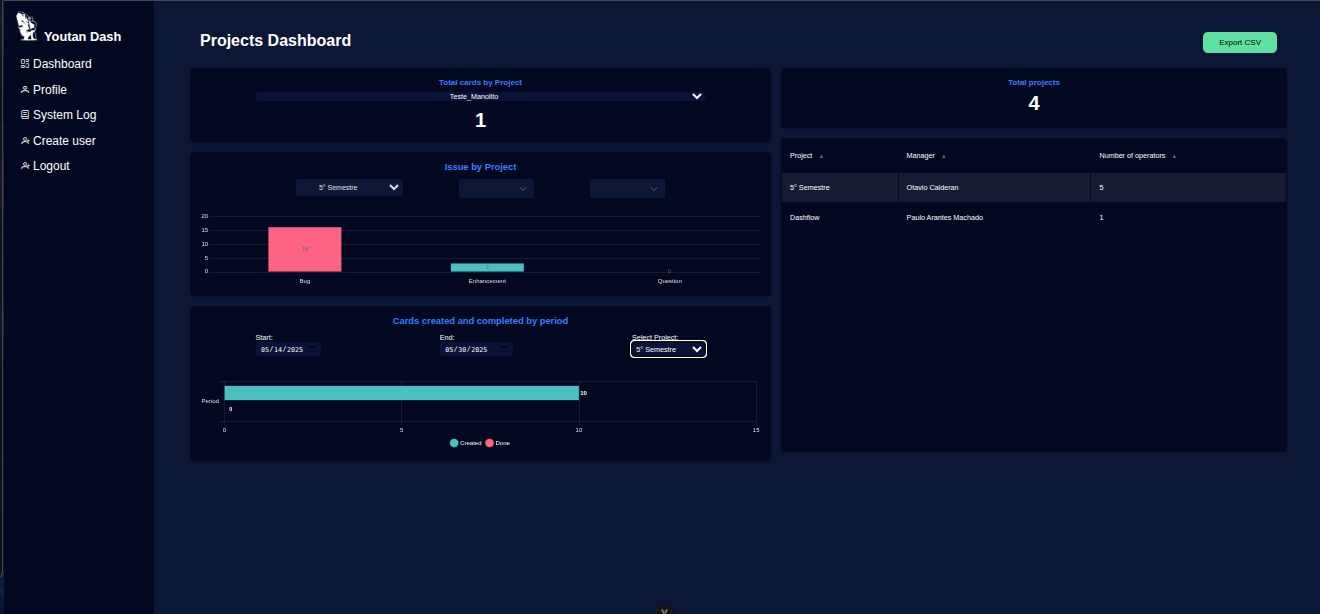 Youtan Dash
Dashboard
Profile
System Log
Create user
Logout
Projects Dashboard
Export CSV
Total cards by Project
Teste_Manolito
1
Total projects
4
Issue by Project
5° Semestre
20
15
10
5
0
16
0
Bug
Enhancement
Question
Project ▲ Manager ▲ Number of operators ▲
5° Semestre Otavio Calderan 5
Dashflow Paulo Arantes Machado 1
Cards created and completed by period
Start: End: Select Project:
05/14/2025 05/30/2025 5° Semestre
Period
10
0
0 5 10 15
Created Done